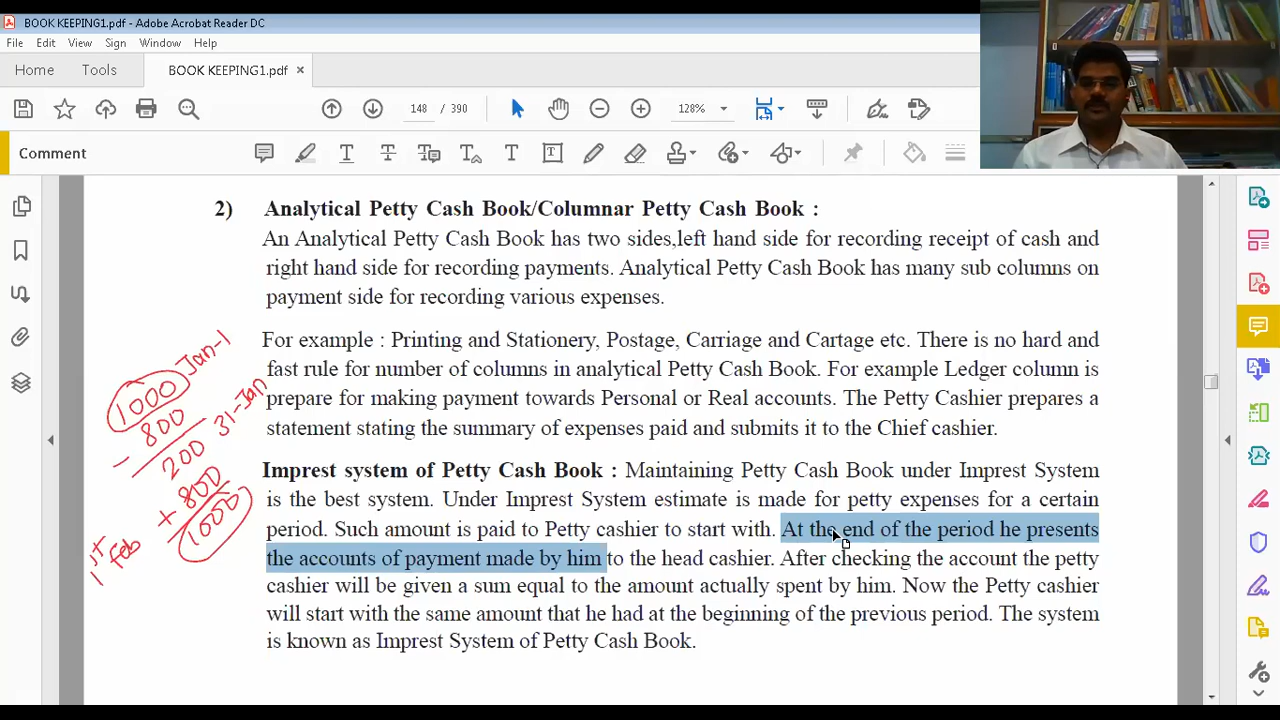 BOOK KEEPING1.pdf - Adobe Acrobat Reader DC
File Edit View Sign Window Help
Home Tools BOOK KEEPING1.pdf ×
148 / 390 128%
Comment
2) Analytical Petty Cash Book/Columnar Petty Cash Book :
An Analytical Petty Cash Book has two sides,left hand side for recording receipt of cash and
right hand side for recording payments. Analytical Petty Cash Book has many sub columns on
payment side for recording various expenses.
For example : Printing and Stationery, Postage, Carriage and Cartage etc. There is no hard and
fast rule for number of columns in analytical Petty Cash Book. For example Ledger column is
prepare for making payment towards Personal or Real accounts. The Petty Cashier prepares a
statement stating the summary of expenses paid and submits it to the Chief cashier.
Imprest system of Petty Cash Book : Maintaining Petty Cash Book under Imprest System
is the best system. Under Imprest System estimate is made for petty expenses for a certain
period. Such amount is paid to Petty cashier to start with. At the end of the period he presents
the accounts of payment made by him to the head cashier. After checking the account the petty
cashier will be given a sum equal to the amount actually spent by him. Now the Petty cashier
will start with the same amount that he had at the beginning of the previous period. The system
is known as Imprest System of Petty Cash Book.
1000 Jan-1
- 800
200 31-Jan
+ 800
1000
1st Feb